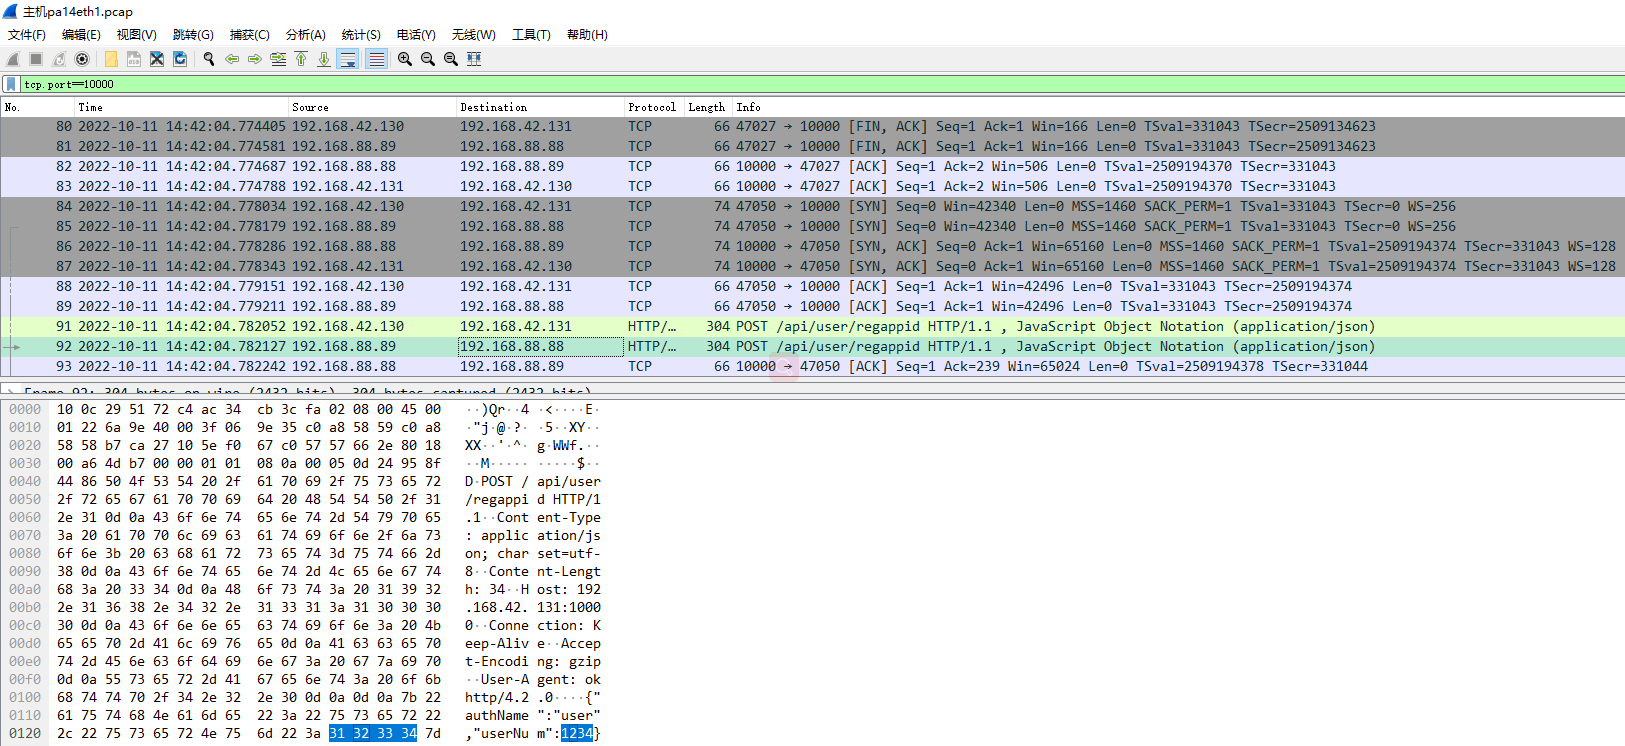 主机pa14eth1.pcap
文件(F) 编辑(E) 视图(V) 跳转(G) 捕获(C) 分析(A) 统计(S) 电话(Y) 无线(W) 工具(T) 帮助(H)
tcp.port==10000
No. Time Source Destination Protocol Length Info
80 2022-10-11 14:42:04.774405 192.168.42.130 192.168.42.131 TCP 66 47027 → 10000 [FIN, ACK] Seq=1 Ack=1 Win=166 Len=0 TSval=331043 TSecr=2509134623
81 2022-10-11 14:42:04.774581 192.168.88.89 192.168.88.88 TCP 66 47027 → 10000 [FIN, ACK] Seq=1 Ack=1 Win=166 Len=0 TSval=331043 TSecr=2509134623
82 2022-10-11 14:42:04.774687 192.168.88.88 192.168.88.89 TCP 66 10000 → 47027 [ACK] Seq=1 Ack=2 Win=506 Len=0 TSval=2509194370 TSecr=331043
83 2022-10-11 14:42:04.774788 192.168.42.131 192.168.42.130 TCP 66 10000 → 47027 [ACK] Seq=1 Ack=2 Win=506 Len=0 TSval=2509194370 TSecr=331043
84 2022-10-11 14:42:04.778034 192.168.42.130 192.168.42.131 TCP 74 47050 → 10000 [SYN] Seq=0 Win=42340 Len=0 MSS=1460 SACK_PERM=1 TSval=331043 TSecr=0 WS=256
85 2022-10-11 14:42:04.778179 192.168.88.89 192.168.88.88 TCP 74 47050 → 10000 [SYN] Seq=0 Win=42340 Len=0 MSS=1460 SACK_PERM=1 TSval=331043 TSecr=0 WS=256
86 2022-10-11 14:42:04.778286 192.168.88.88 192.168.88.89 TCP 74 10000 → 47050 [SYN, ACK] Seq=0 Ack=1 Win=65160 Len=0 MSS=1460 SACK_PERM=1 TSval=2509194374 TSecr=331043 WS=128
87 2022-10-11 14:42:04.778343 192.168.42.131 192.168.42.130 TCP 74 10000 → 47050 [SYN, ACK] Seq=0 Ack=1 Win=65160 Len=0 MSS=1460 SACK_PERM=1 TSval=2509194374 TSecr=331043 WS=128
88 2022-10-11 14:42:04.779151 192.168.42.130 192.168.42.131 TCP 66 47050 → 10000 [ACK] Seq=1 Ack=1 Win=42496 Len=0 TSval=331043 TSecr=2509194374
89 2022-10-11 14:42:04.779211 192.168.88.89 192.168.88.88 TCP 66 47050 → 10000 [ACK] Seq=1 Ack=1 Win=42496 Len=0 TSval=331043 TSecr=2509194374
91 2022-10-11 14:42:04.782052 192.168.42.130 192.168.42.131 HTTP/… 304 POST /api/user/regappid HTTP/1.1 , JavaScript Object Notation (application/json)
92 2022-10-11 14:42:04.782127 192.168.88.89 192.168.88.88 HTTP/… 304 POST /api/user/regappid HTTP/1.1 , JavaScript Object Notation (application/json)
93 2022-10-11 14:42:04.782242 192.168.88.88 192.168.88.89 TCP 66 10000 → 47050 [ACK] Seq=1 Ack=239 Win=65024 Len=0 TSval=2509194378 TSecr=331044
Frame 92: 304 bytes on wire (2432 bits), 304 bytes captured (2432 bits)
0000 10 0c 29 51 72 c4 ac 34 cb 3c fa 02 08 00 45 00 ··)Qr··4 ·<····E·
0010 01 22 6a 9e 40 00 3f 06 9e 35 c0 a8 58 59 c0 a8 ·"j·@·?· ·5··XY··
0020 58 58 b7 ca 27 10 5e f0 67 c0 57 57 66 2e 80 18 XX··'·^· g·WWf.··
0030 00 a6 4d b7 00 00 01 01 08 0a 00 05 0d 24 95 8f ··M····· ·····$··
0040 44 86 50 4f 53 54 20 2f 61 70 69 2f 75 73 65 72 D·POST / api/user
0050 2f 72 65 67 61 70 70 69 64 20 48 54 54 50 2f 31 /regappi d HTTP/1
0060 2e 31 0d 0a 43 6f 6e 74 65 6e 74 2d 54 79 70 65 .1··Cont ent-Type
0070 3a 20 61 70 70 6c 69 63 61 74 69 6f 6e 2f 6a 73 : applic ation/js
0080 6f 6e 3b 20 63 68 61 72 73 65 74 3d 75 74 66 2d on; char set=utf-
0090 38 0d 0a 43 6f 6e 74 65 6e 74 2d 4c 65 6e 67 74 8··Conte nt-Lengt
00a0 68 3a 20 33 34 0d 0a 48 6f 73 74 3a 20 31 39 32 h: 34··H ost: 192
00b0 2e 31 36 38 2e 34 32 2e 31 33 31 3a 31 30 30 30 .168.42. 131:1000
00c0 30 0d 0a 43 6f 6e 6e 65 63 74 69 6f 6e 3a 20 4b 0··Conne ction: K
00d0 65 65 70 2d 41 6c 69 76 65 0d 0a 41 63 63 65 70 eep-Aliv e··Accep
00e0 74 2d 45 6e 63 6f 64 69 6e 67 3a 20 67 7a 69 70 t-Encodi ng: gzip
00f0 0d 0a 55 73 65 72 2d 41 67 65 6e 74 3a 20 6f 6b ··User-A gent: ok
0100 68 74 74 70 2f 34 2e 32 2e 30 0d 0a 0d 0a 7b 22 http/4.2 .0····{"
0110 61 75 74 68 4e 61 6d 65 22 3a 22 75 73 65 72 22 authName ":"user"
0120 2c 22 75 73 65 72 4e 75 6d 22 3a 31 32 33 34 7d ,"userNu m":1234}